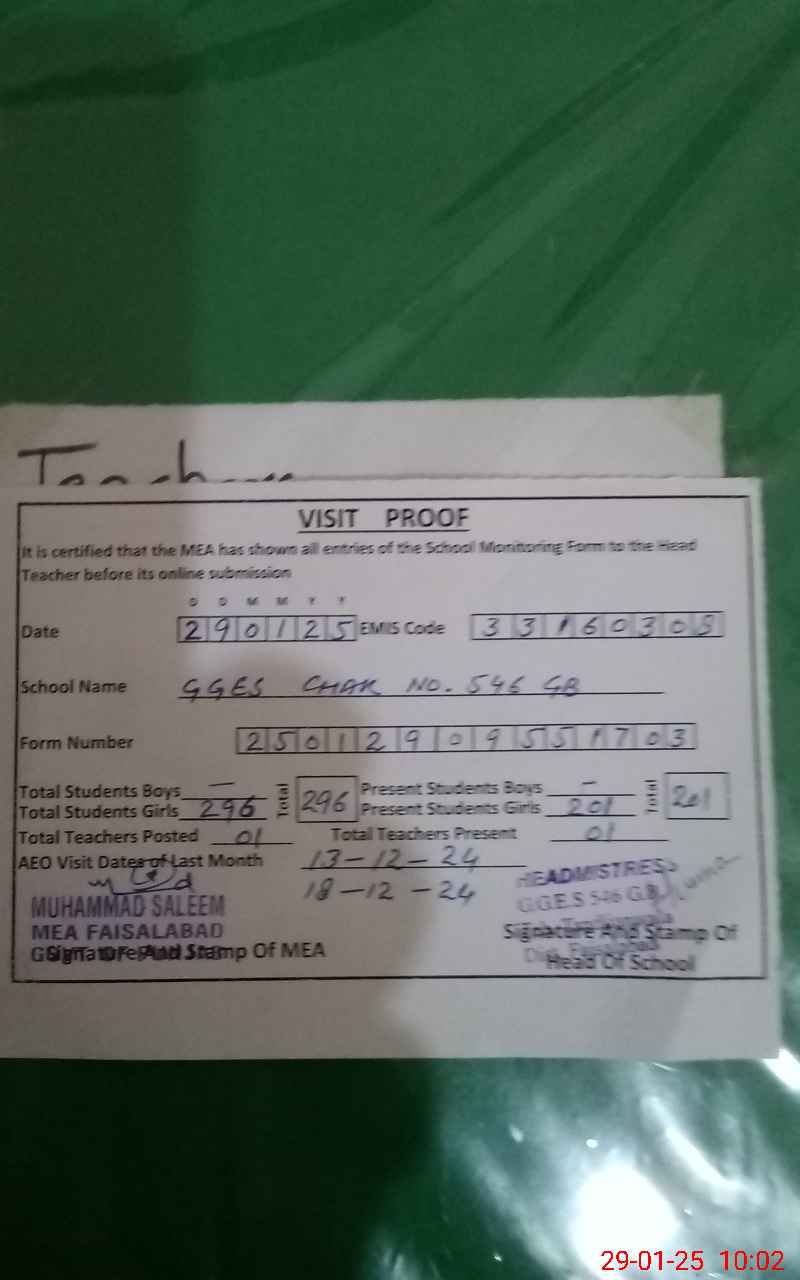 Teach
VISIT PROOF
It is certified that the MEA has shown all entries of the School Monitoring Form to the Head
Teacher before its online submission
D D M M Y Y
Date 290125 EMIS Code 33160308
School Name GGES CHAK NO. 546 GB
Form Number 25012909551703
Total Students Boys — Total 296 Present Students Boys — Total 201
Total Students Girls 296 Present Students Girls 201
Total Teachers Posted 01 Total Teachers Present 01
AEO Visit Dates of Last Month 13-12-24
18-12-24
MUHAMMAD SALEEM
MEA FAISALABAD
Signature And Stamp Of MEA
HEADMISTRESS
G.G.E.S 546 G.B
Signature And Stamp Of
Distt. Faisalabad
Head Of School
29-01-25 10:02